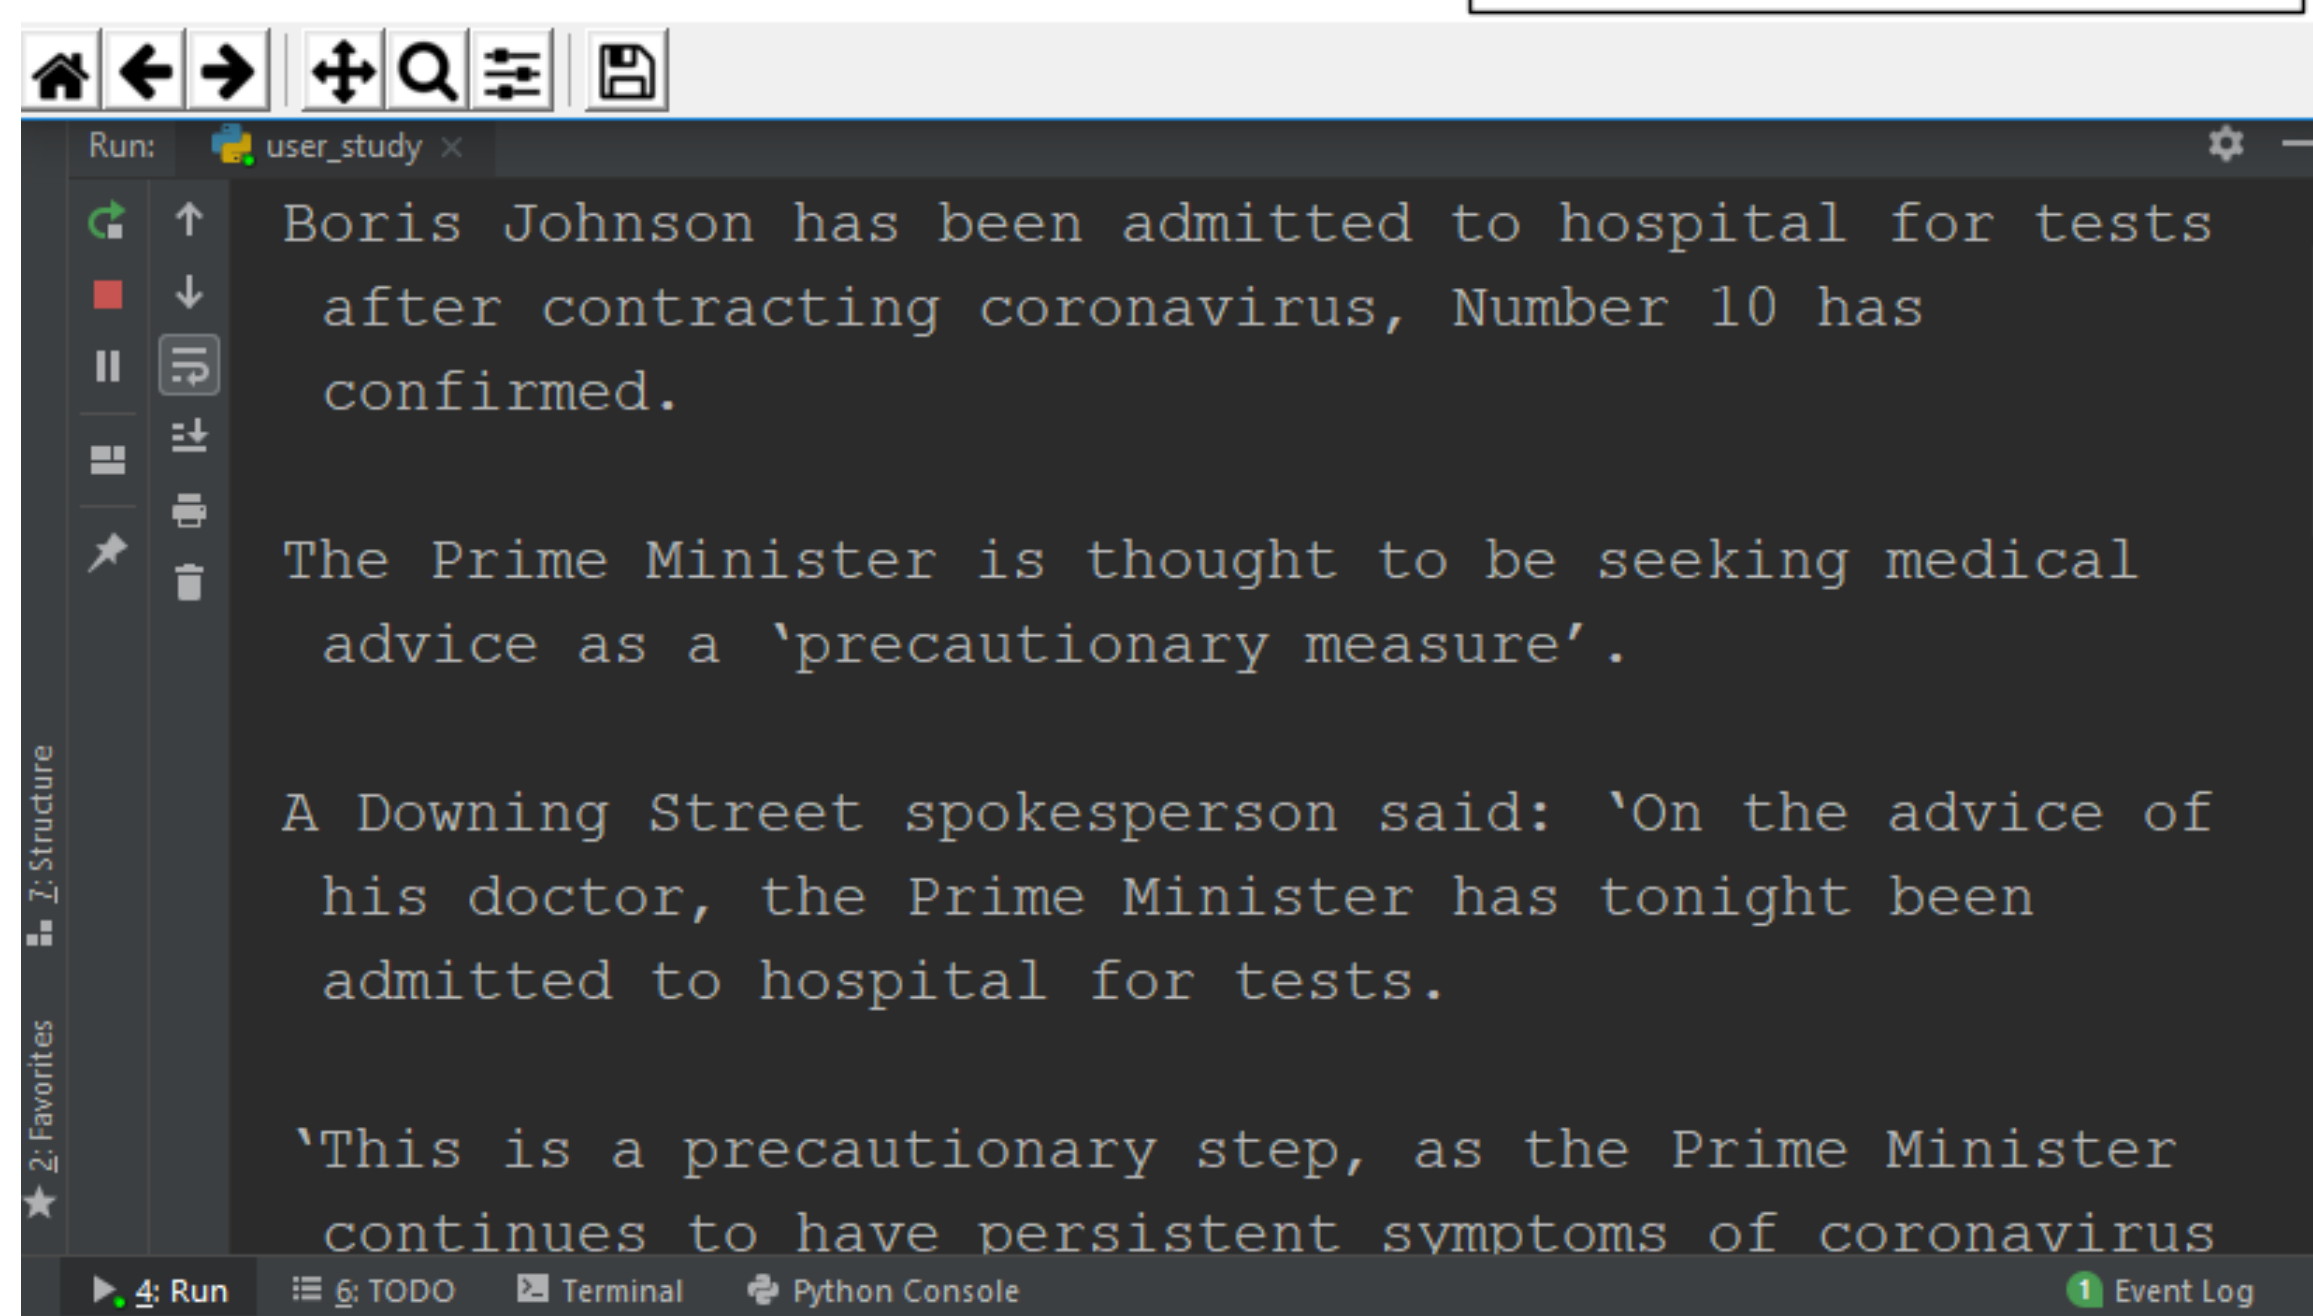 Run: user_study
Boris Johnson has been admitted to hospital for tests
after contracting coronavirus, Number 10 has
confirmed.
The Prime Minister is thought to be seeking medical
advice as a ‛precautionary measure’.
A Downing Street spokesperson said: ‛On the advice of
his doctor, the Prime Minister has tonight been
admitted to hospital for tests.
‛This is a precautionary step, as the Prime Minister
continues to have persistent symptoms of coronavirus
7: Structure
2: Favorites
4: Run 6: TODO Terminal Python Console 1 Event Log